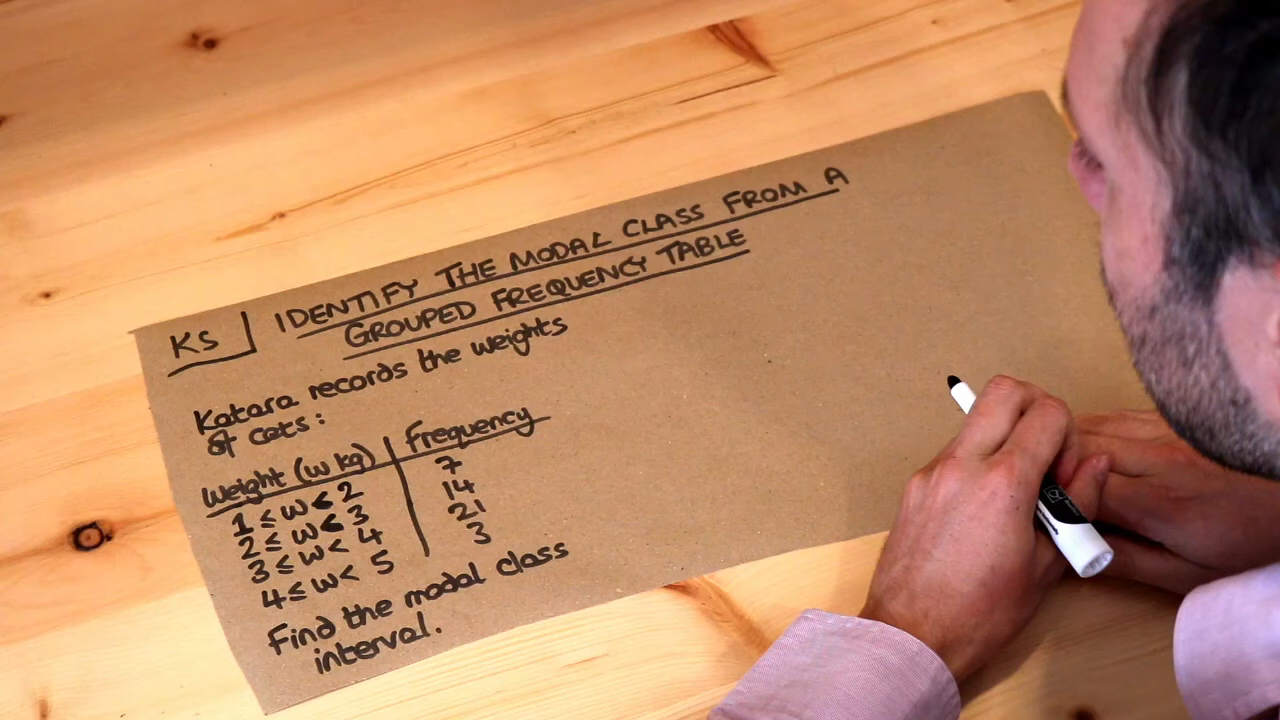 KS
IDENTIFY THE MODAL CLASS FROM A
GROUPED FREQUENCY TABLE
Katara records the weights
of cats:
Weight (w kg) Frequency
1 ≤ w < 2 7
2 ≤ w < 3 14
3 ≤ w < 4 21
4 ≤ w < 5 3
Find the modal class
interval.